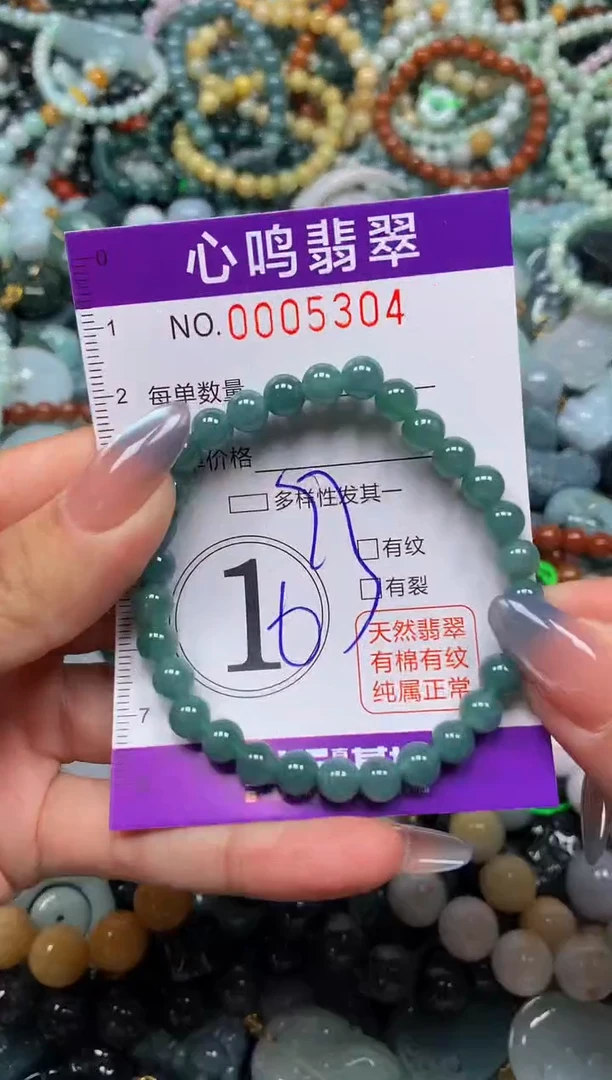 心鸣翡翠
0
1
NO.0005304
2 每单数量
价格
多样性发其一
有纹
有裂
16
天然翡翠
有棉有纹
纯属正常
7